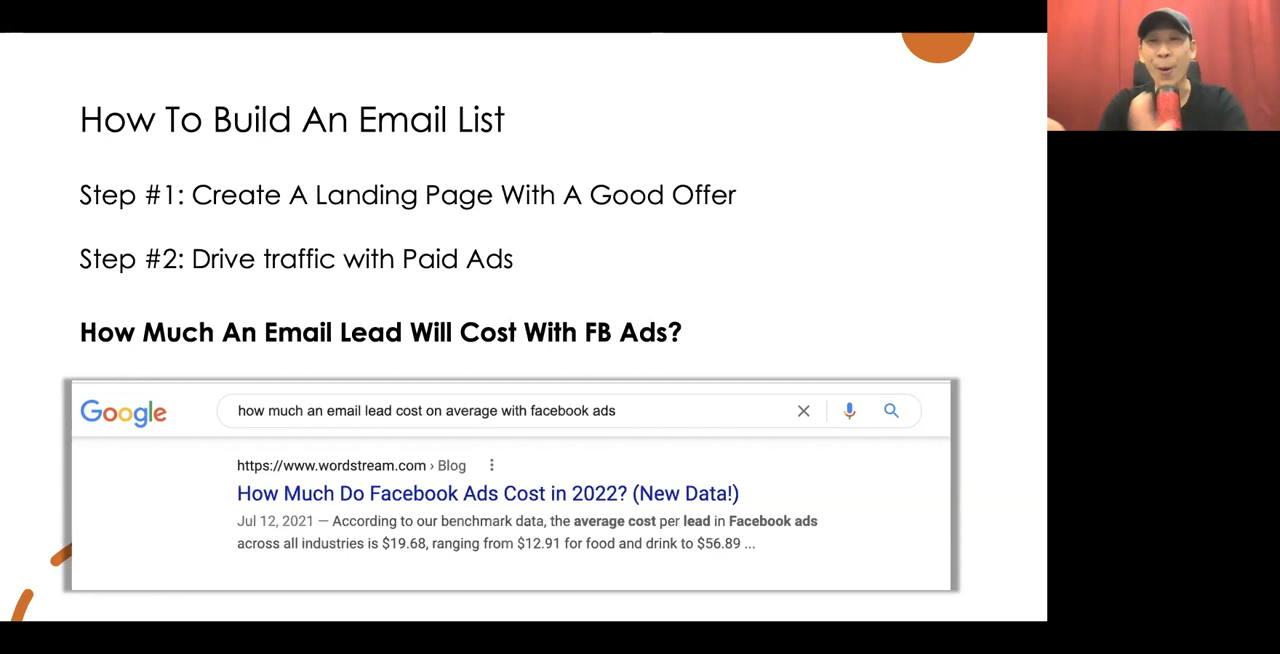 How To Build An Email List
Step #1: Create A Landing Page With A Good Offer
Step #2: Drive traffic with Paid Ads
How Much An Email Lead Will Cost With FB Ads?
Google
how much an email lead cost on average with facebook ads
https://www.wordstream.com › Blog
How Much Do Facebook Ads Cost in 2022? (New Data!)
Jul 12, 2021 — According to our benchmark data, the average cost per lead in Facebook ads
across all industries is $19.68, ranging from $12.91 for food and drink to $56.89 ...